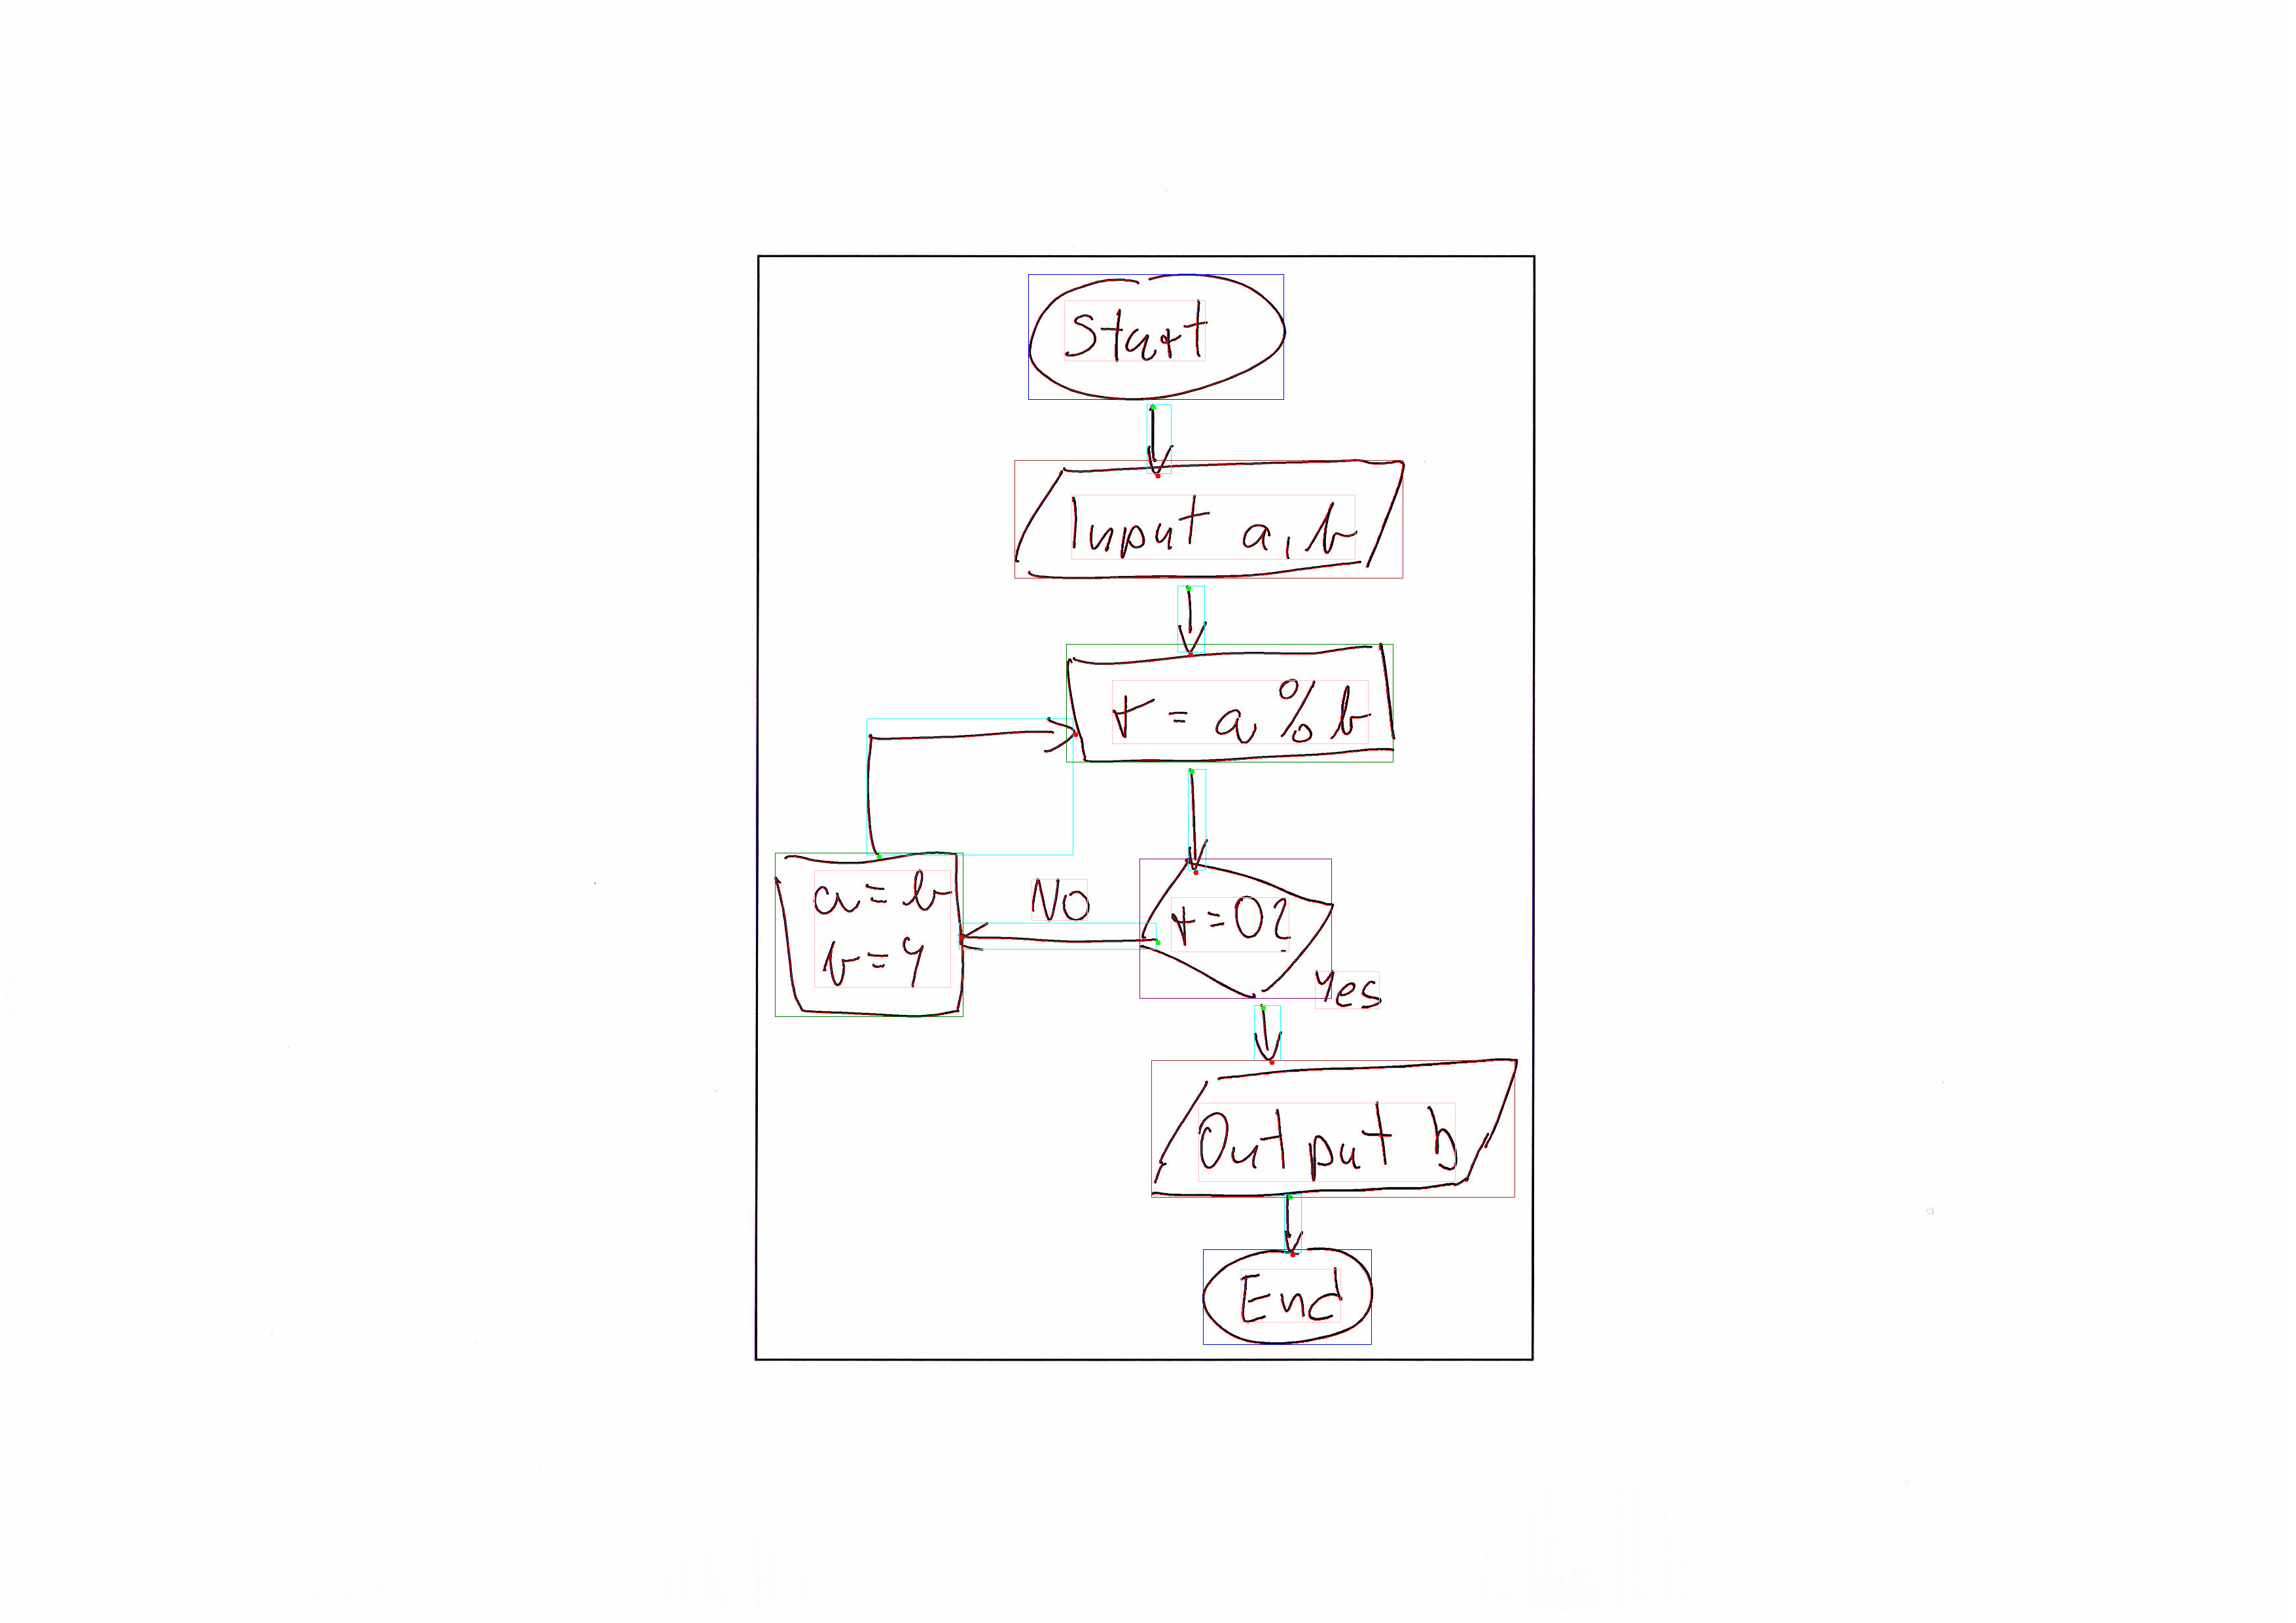 Start
Input a, b
r = a % b
No
a = b
r = 0?
b = r
Yes
Output b
End